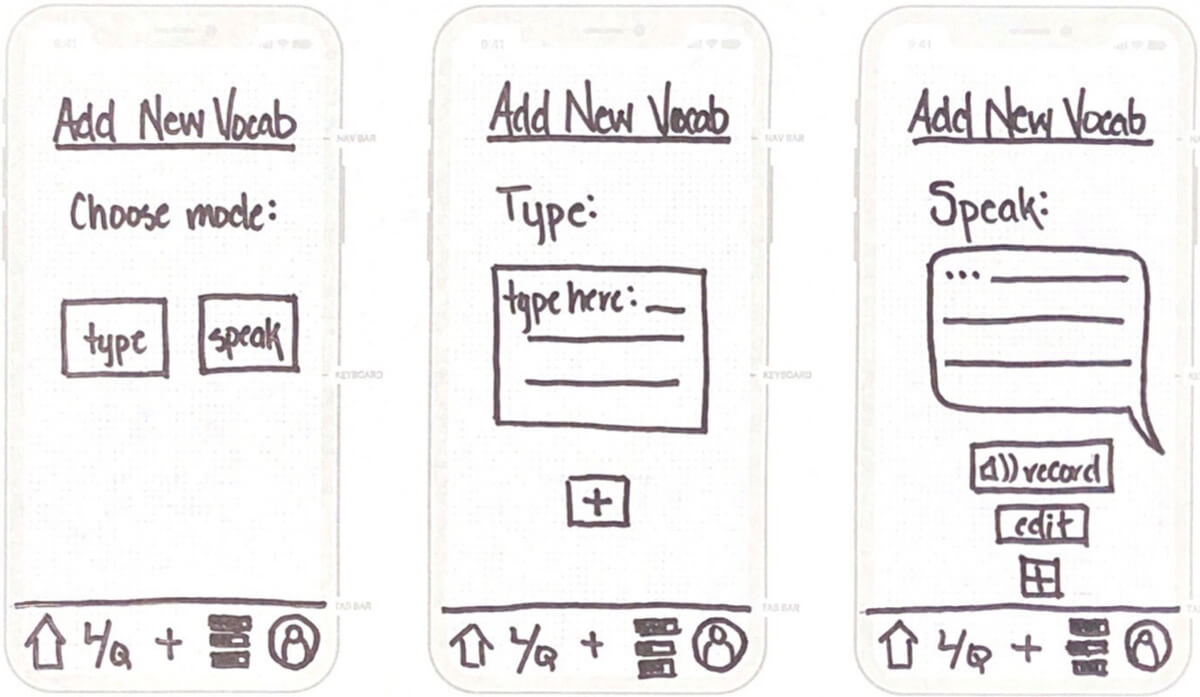 9:41
Add New Vocab
NAV BAR
Choose mode:
type speak
KEYBOARD
TAB BAR
L/Q +
9:41
Add New Vocab
NAV BAR
Type:
type here:
KEYBOARD
+
TAB BAR
L/Q +
9:41
Add New Vocab
Speak:
...
record
edit
+
L/Q +